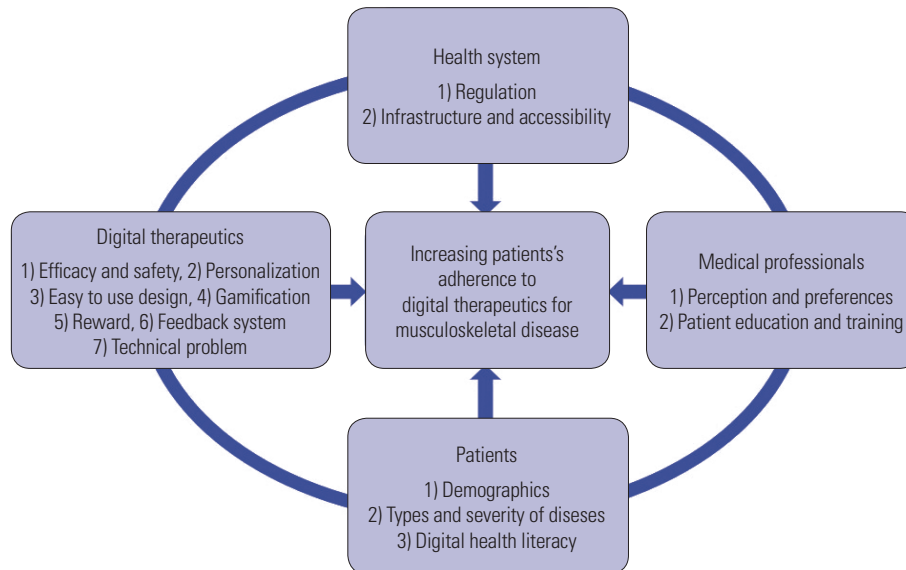 Health system
1) Regulation
2) Infrastructure and accessibility
Digital therapeutics
1) Efficacy and safety, 2) Personalization
3) Easy to use design, 4) Gamification
5) Reward, 6) Feedback system
7) Technical problem
Increasing patients's
adherence to
digital therapeutics for
musculoskeletal disease
Medical professionals
1) Perception and preferences
2) Patient education and training
Patients
1) Demographics
2) Types and severity of diseses
3) Digital health literacy